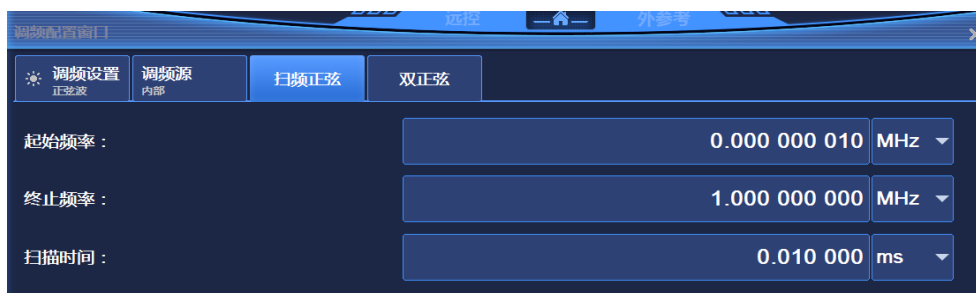 远控 外参考
调频配置窗口
调频设置 调频源 扫频正弦 双正弦
正弦波 内部
起始频率： 0.000 000 010 MHz
终止频率： 1.000 000 000 MHz
扫描时间： 0.010 000 ms